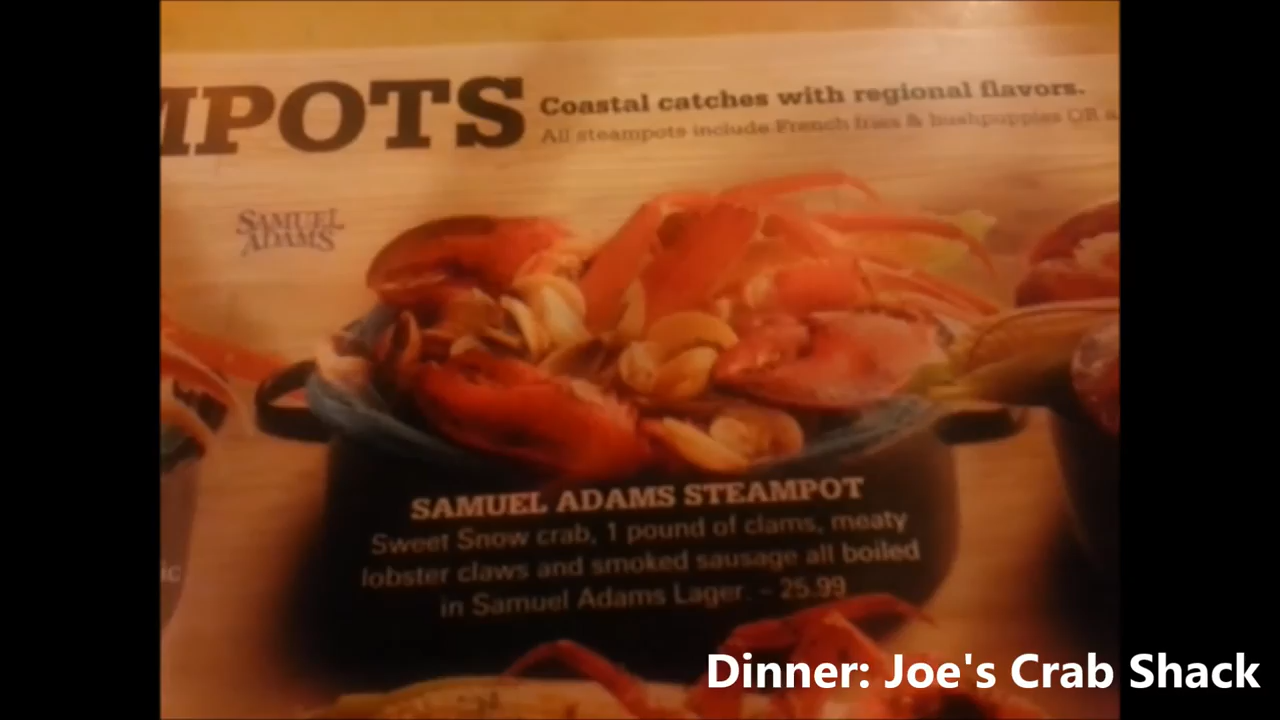 MPOTS
Coastal catches with regional flavors.
All steampots include French fries & hushpuppies OR a
SAMUEL
ADAMS
SAMUEL ADAMS STEAMPOT
Sweet Snow crab, 1 pound of clams, meaty
lobster claws and smoked sausage all boiled
in Samuel Adams Lager. – 25.99
ic
Dinner: Joe's Crab Shack